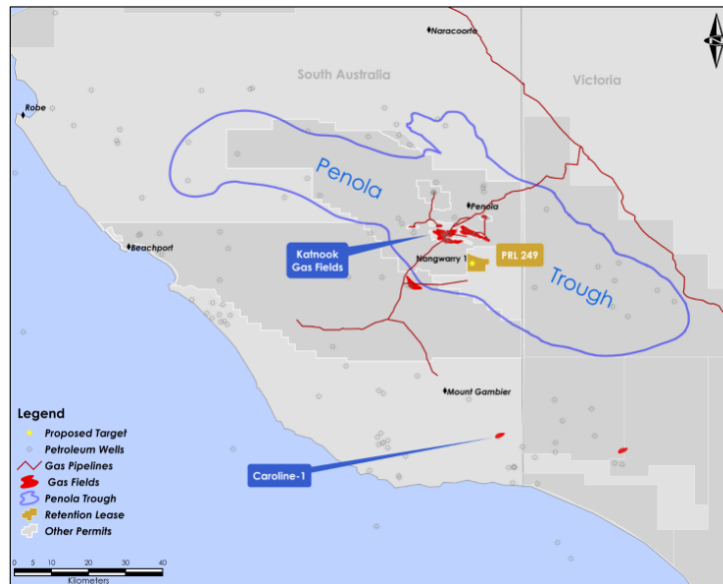 Naracoorte
South Australia
Victoria
Robe
Penola
Penola
Katnook
Gas Fields
Nangwarry 1
PRL 249
Beachport
Trough
Mount Gambier
Caroline-1
Legend
Proposed Target
Petroleum Wells
Gas Pipelines
Gas Fields
Penola Trough
Retention Lease
Other Permits
0 5 10 20 30 40
Kilometers